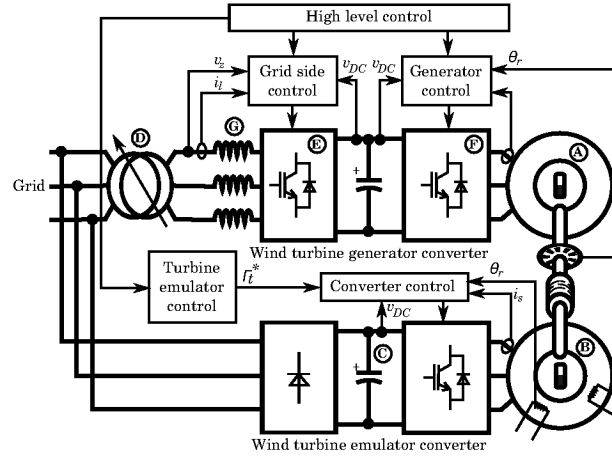 High level control
v_z
i_l
Grid side
control
v_DC
v_DC
Generator
control
θ_r
D
G
E
F
A
Grid
+
+
Wind turbine generator converter
Turbine
emulator
control
Γ_t*
Converter control
θ_r
i_s
v_DC
C
B
+
Wind turbine emulator converter